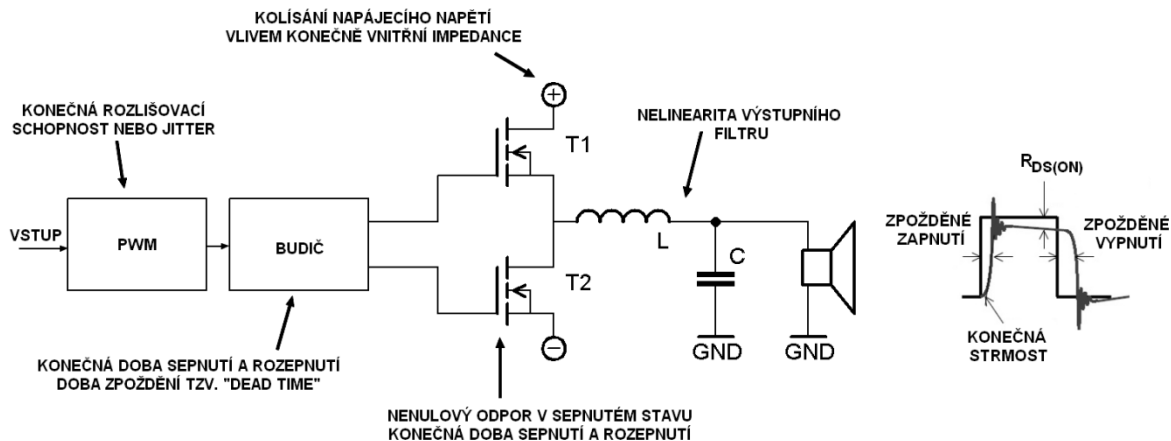 KOLÍSÁNÍ NAPÁJECÍHO NAPĚTÍ
VLIVEM KONEČNĚ VNITŘNÍ IMPEDANCE
KONEČNÁ ROZLIŠOVACÍ
SCHOPNOST NEBO JITTER
NELINEARITA VÝSTUPNÍHO
FILTRU
T1
VSTUP
PWM
BUDIČ
L
C
T2
GND
GND
KONEČNÁ DOBA SEPNUTÍ A ROZEPNUTÍ
DOBA ZPOŽDĚNÍ TZV. "DEAD TIME"
NENULOVÝ ODPOR V SEPNUTÉM STAVU
KONEČNÁ DOBA SEPNUTÍ A ROZEPNUTÍ
RDS(ON)
ZPOŽDĚNÉ
ZAPNUTÍ
ZPOŽDĚNÉ
VYPNUTÍ
KONEČNÁ
STRMOST